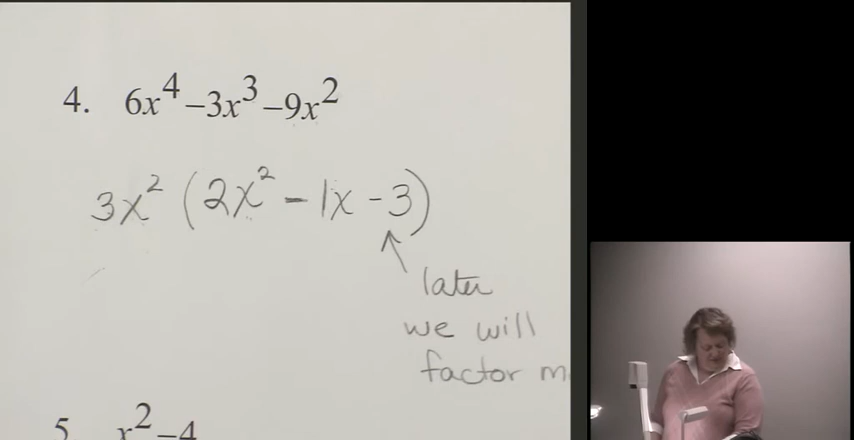 4. 6x⁴–3x³–9x²
3x² (2x² – 1x – 3)
later
we will
factor m
5. x²–4